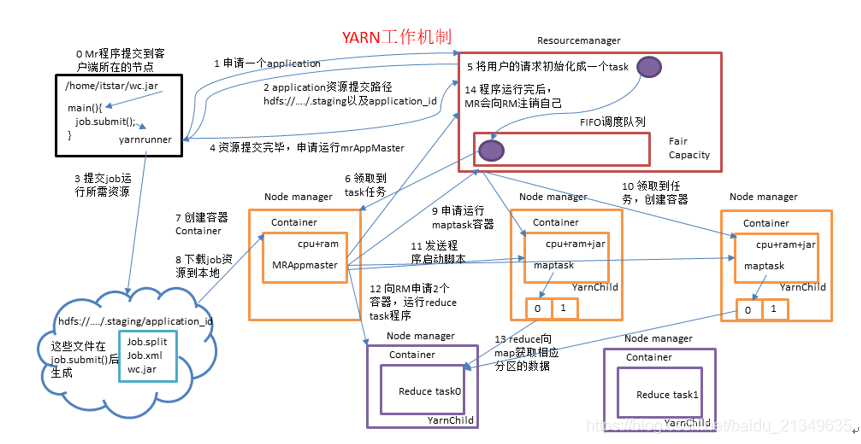 YARN工作机制
0 Mr程序提交到客
户端所在的节点
/home/itstar/wc.jar
main(){
job.submit();
}
yarnrunner
1 申请一个application
2 application资源提交路径
hdfs://..../.staging以及application_id
4 资源提交完毕，申请运行mrAppMaster
Resourcemanager
5 将用户的请求初始化成一个task
14 程序运行完后，
MR会向RM注销自己
FIFO调度队列
Fair
Capacity
3 提交job运
行所需资源
6 领取到
task任务
7 创建容器
Container
8 下载job资
源到本地
Node manager
Container
cpu+ram
MRAppmaster
9 申请运行
maptask容器
11 发送程
序启动脚本
Node manager
Container
cpu+ram+jar
maptask
YarnChild
0
1
10 领取到任
务，创建容器
Node manager
Container
cpu+ram+jar
maptask
YarnChild
0
1
12 向RM申请2个
容器，运行reduce
task程序
hdfs://..../.staging/application_id
这些文件在
job.submit()后
生成
Job.split
Job.xml
wc.jar
Node manager
Container
Reduce task0
YarnChild
13 reduce向
map获取相应
分区的数据
Node manager
Container
Reduce task1
YarnChild
https://blog.csdn.net/baidu_21349635